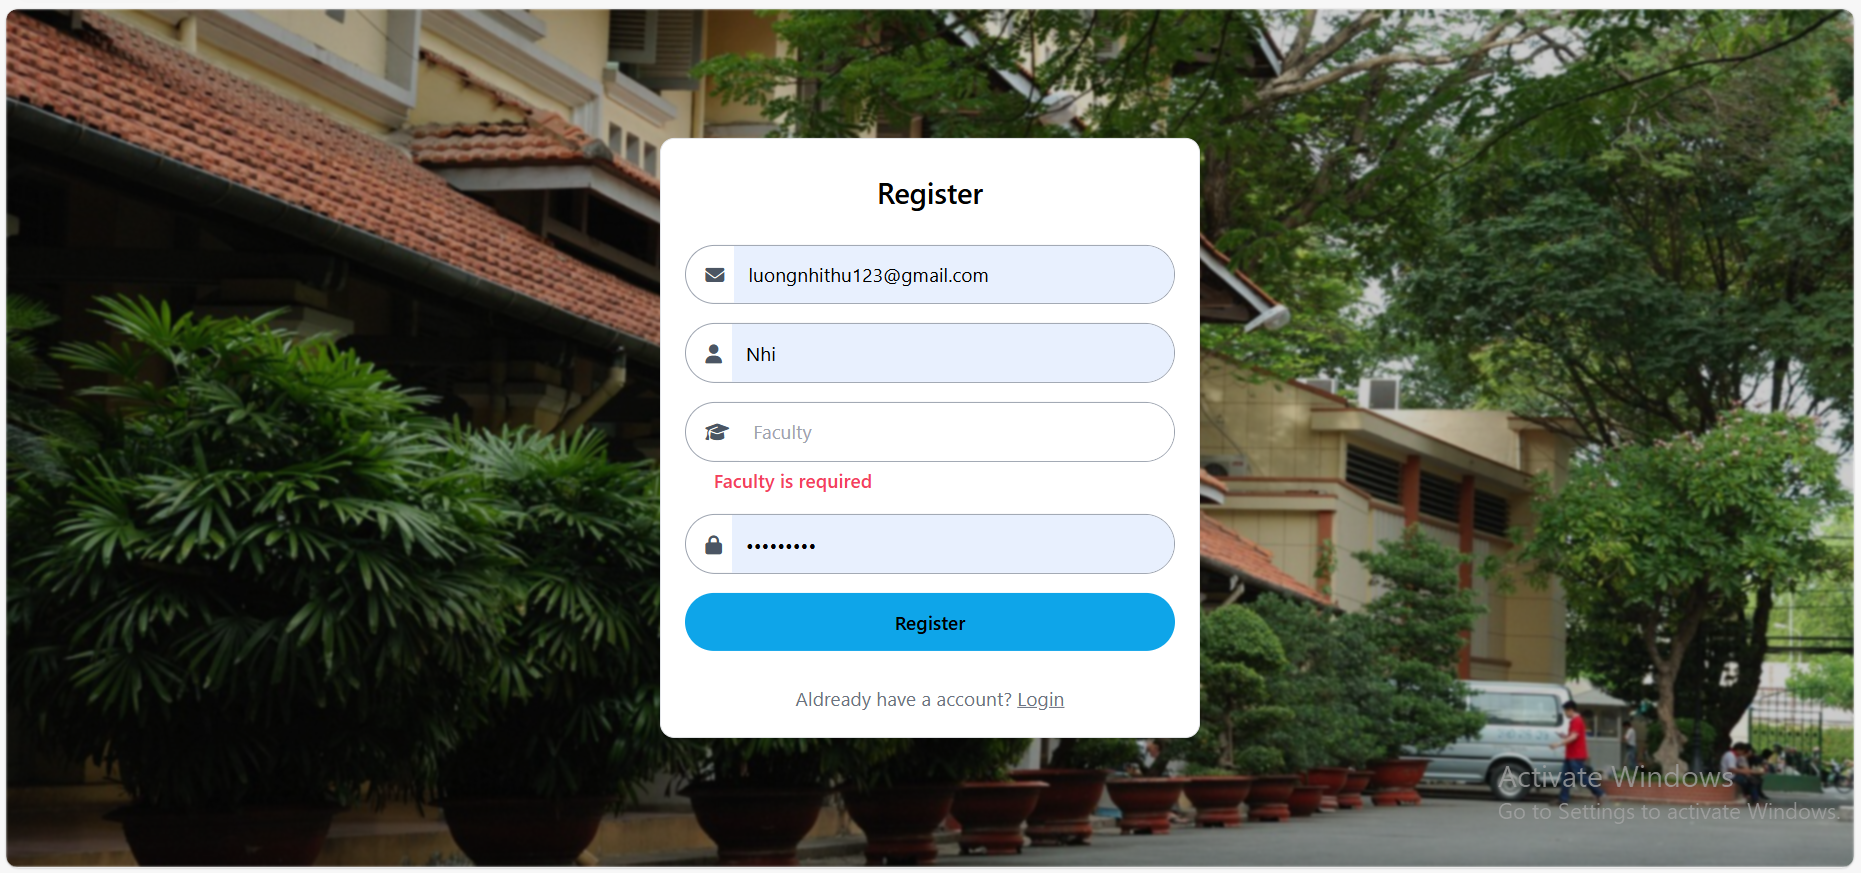 Register
luongnhithu123@gmail.com
Nhi
Faculty
Faculty is required
•••••••••
Register
Aldready have a account? Login
Activate Windows
Go to Settings to activate Windows.